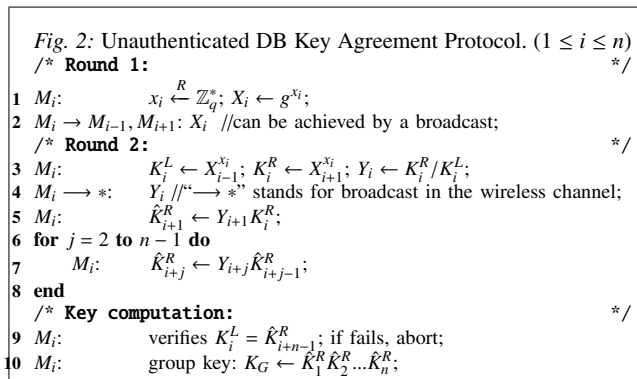 Fig. 2: Unauthenticated DB Key Agreement Protocol. (1 ≤ i ≤ n)
/* Round 1: */
1 M_i: x_i ←^R ℤ_q^*; X_i ← g^{x_i};
2 M_i → M_{i−1}, M_{i+1}: X_i //can be achieved by a broadcast;
/* Round 2: */
3 M_i: K_i^L ← X_{i−1}^{x_i}; K_i^R ← X_{i+1}^{x_i}; Y_i ← K_i^R/K_i^L;
4 M_i ⟶ *: Y_i //“⟶ *” stands for broadcast in the wireless channel;
5 M_i: K̂_{i+1}^R ← Y_{i+1}K_i^R;
6 for j = 2 to n − 1 do
7 M_i: K̂_{i+j}^R ← Y_{i+j}K̂_{i+j−1}^R;
8 end
/* Key computation: */
9 M_i: verifies K_i^L = K̂_{i+n−1}^R; if fails, abort;
10 M_i: group key: K_G ← K̂_1^R K̂_2^R...K̂_n^R;